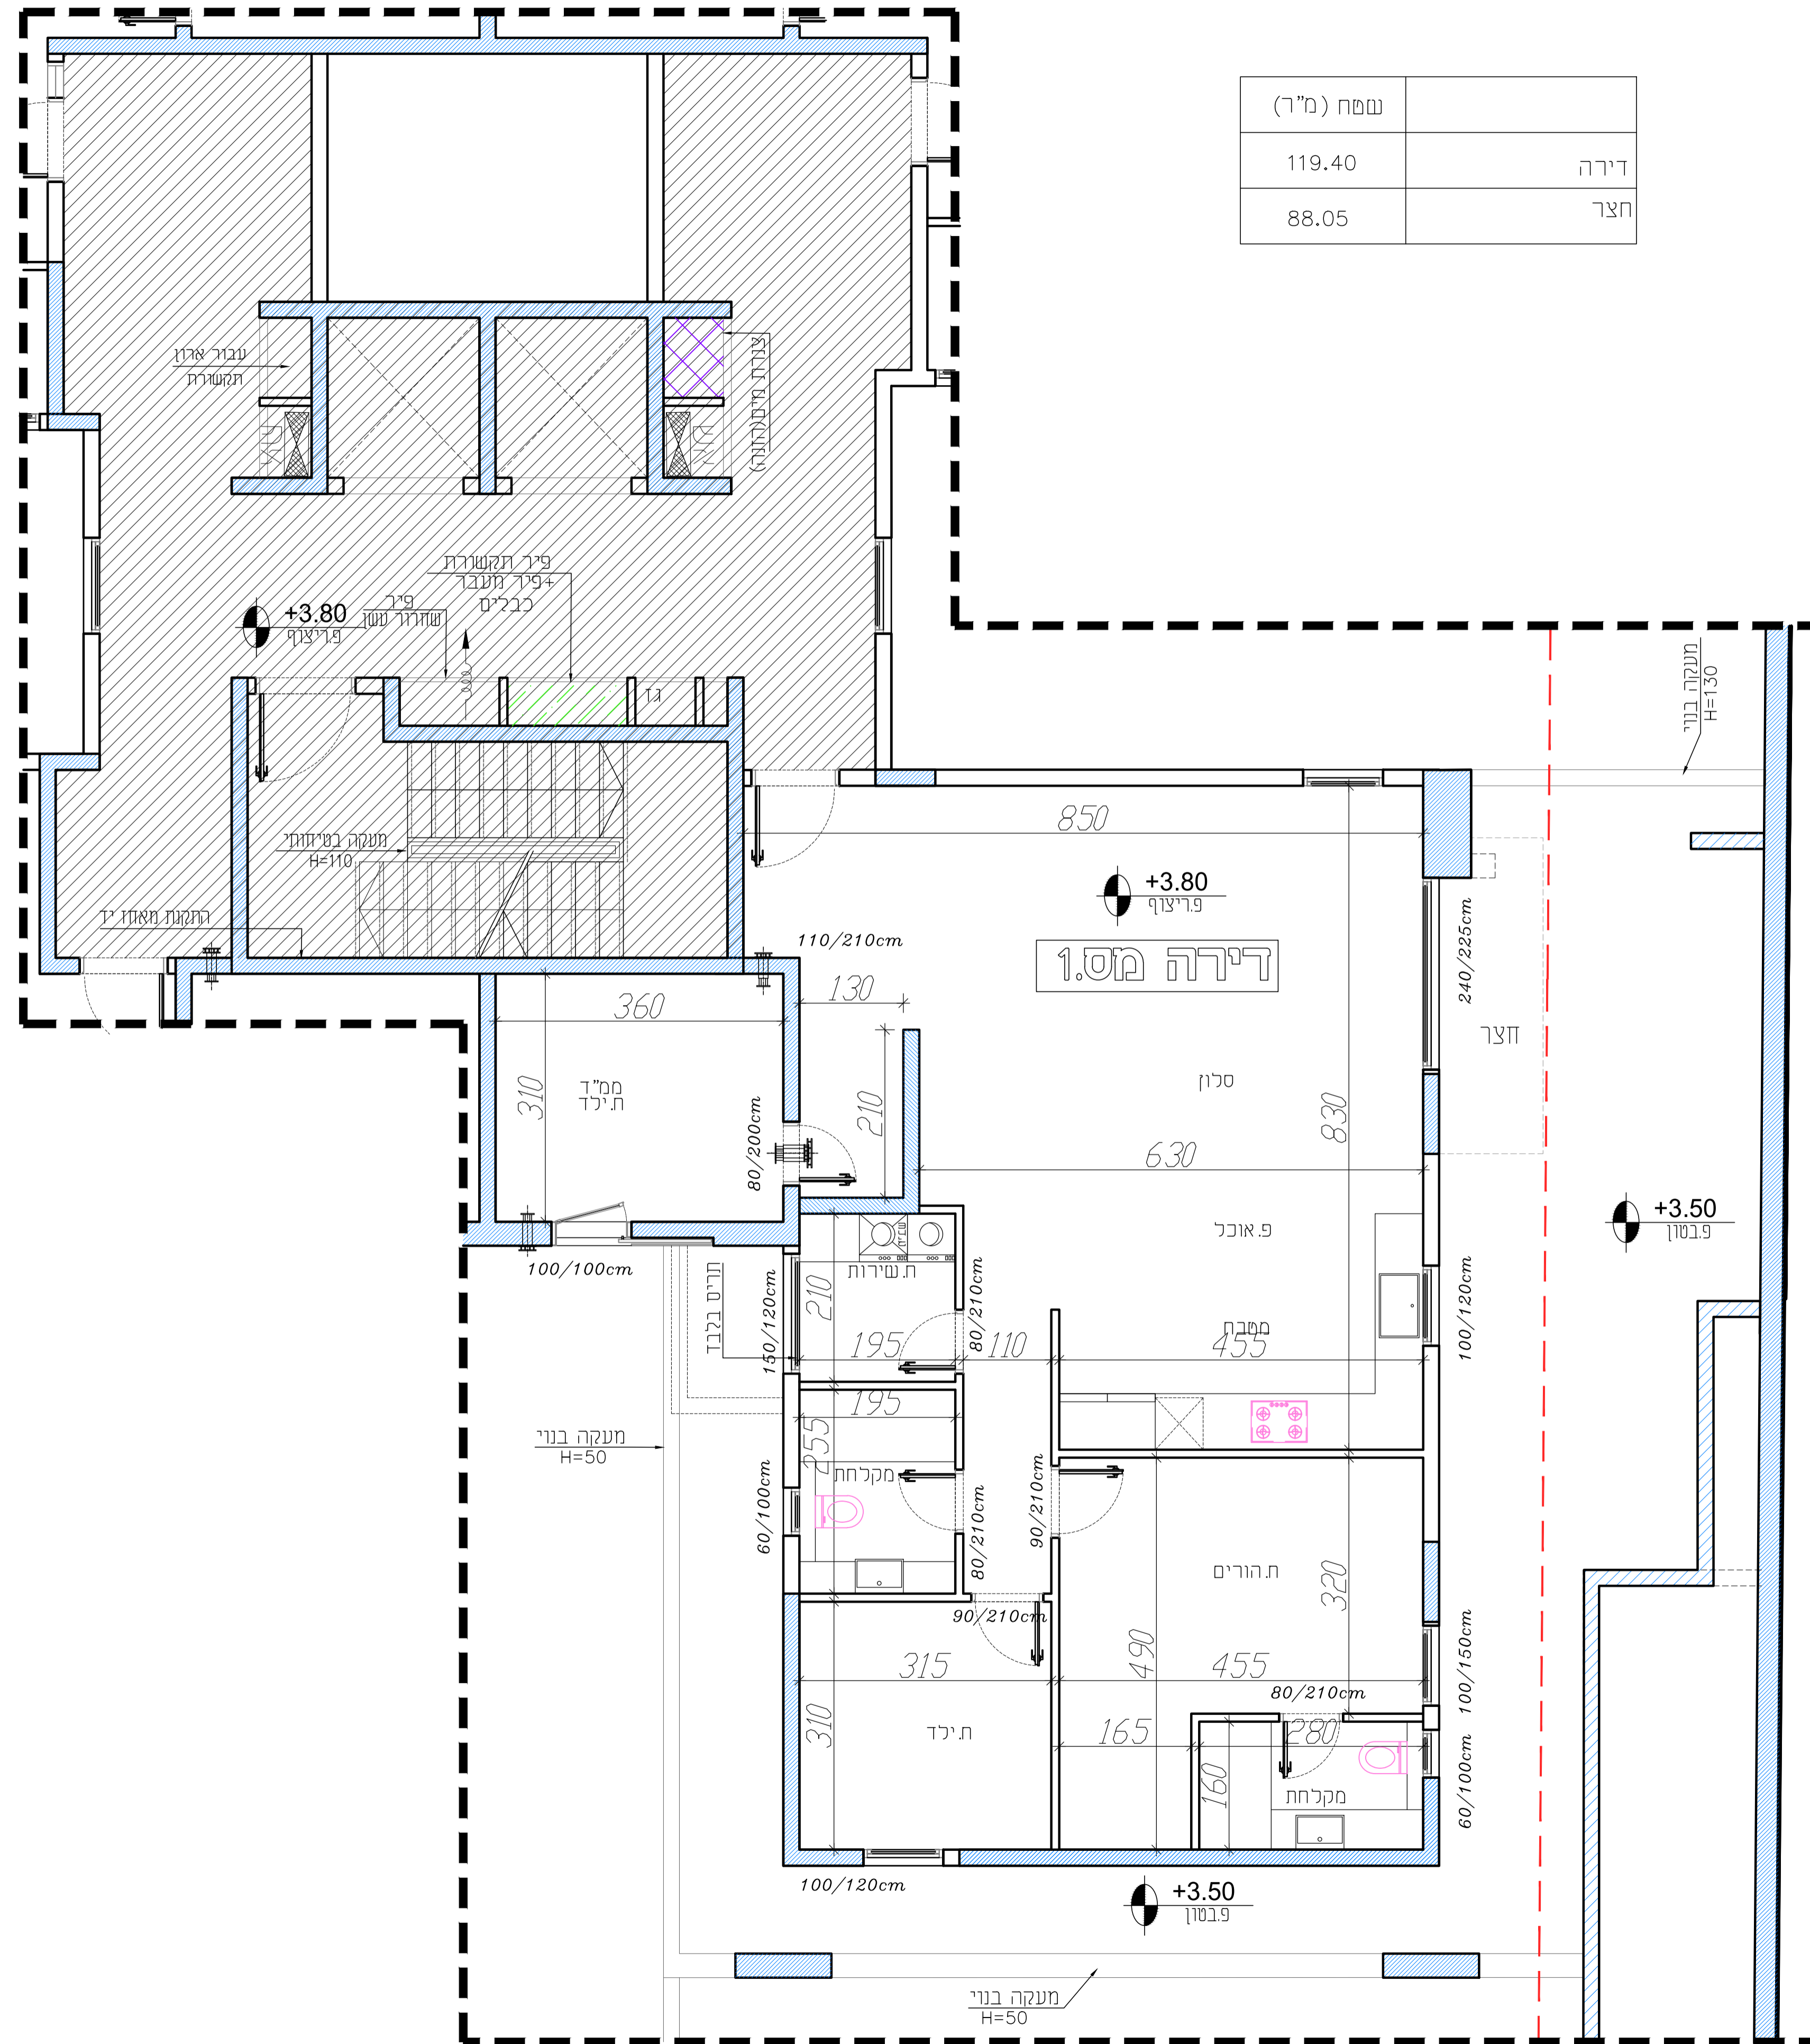 שטח (מ"ר)
דירה 119.40
חצר 88.05
עבור ארון
תקשורת
צנרת מים(הזנה)
פיר תקשורת
+פיר מעבר
כבלים
פיר
שחרור עשן
+3.80
פ.ריצוף
גז
מעקה בטיחותי
H=110
התקנת מאחז יד
מעקה בנוי
H=130
850
+3.80
פ.ריצוף
דירה מס.1
110/210cm
130
240/225cm
חצר
360
310
ממ"ד
ח.ילד
80/200cm
210
סלון
830
630
+3.50
פ.בטון
פ.אוכל
100/100cm
תריס בלבד
150/120cm
ח.שירות
210
195
80/210cm
110
מטבח
455
100/120cm
מעקה בנוי
H=50
195
255
מקלחת
60/100cm
80/210cm
90/210cm
ח.הורים
320
90/210cm
315
310
ח.ילד
490
455
100/150cm
80/210cm
165
280
160
מקלחת
60/100cm
100/120cm
+3.50
פ.בטון
מעקה בנוי
H=50